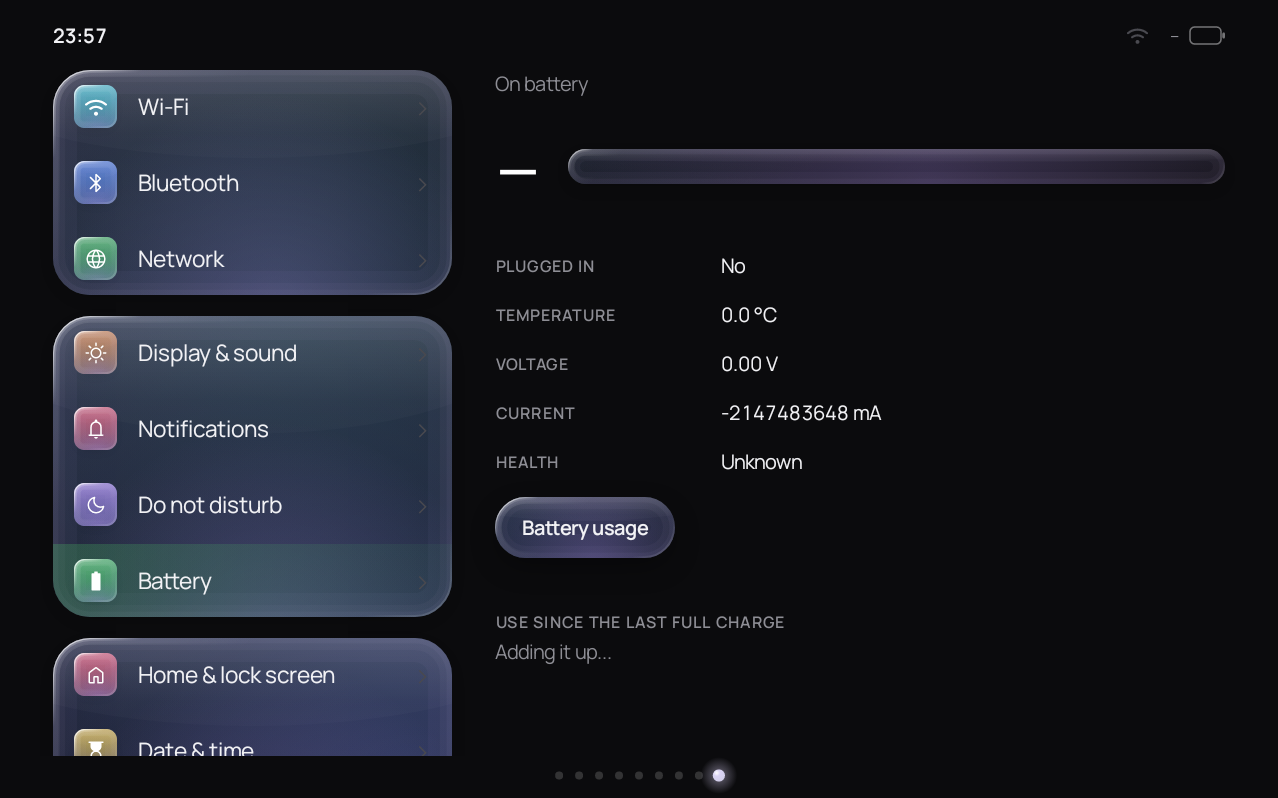 23:57
–
Wi-Fi
Bluetooth
Network
Display & sound
Notifications
Do not disturb
Battery
Home & lock screen
Date & time
On battery
—
PLUGGED IN No
TEMPERATURE 0.0 °C
VOLTAGE 0.00 V
CURRENT -2147483648 mA
HEALTH Unknown
Battery usage
USE SINCE THE LAST FULL CHARGE
Adding it up...